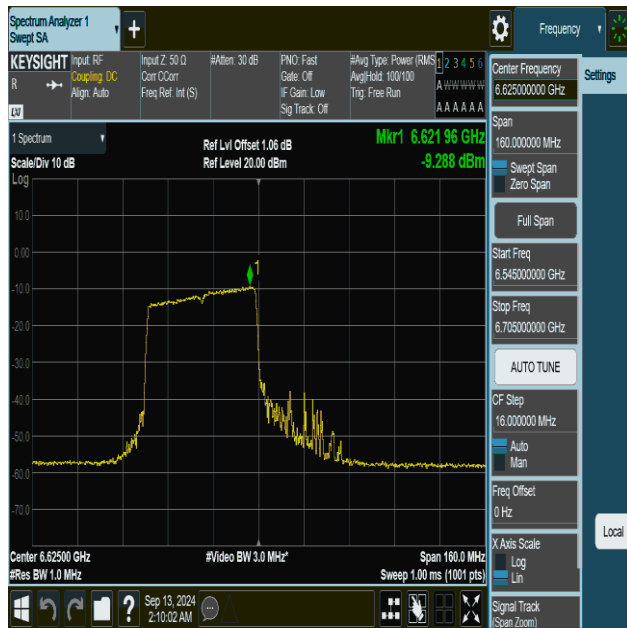 Spectrum Analyzer 1
Swept SA
Frequency
KEYSIGHT
R
LXI
Input: RF
Coupling: DC
Align: Auto
Input Z: 50 Ω
Corr CCorr
Freq Ref: Int (S)
#Atten: 30 dB
PNO: Fast
Gate: Off
IF Gain: Low
Sig Track: Off
#Avg Type: Power (RMS
Avg|Hold: 100/100
Trig: Free Run
1 2 3 4 5 6
A W W W W W
A A A A A A
1 Spectrum
Scale/Div 10 dB
Ref Lvl Offset 1.06 dB
Ref Level 20.00 dBm
Mkr1 6.621 96 GHz
-9.288 dBm
Log
10.0
0.00
-10.0
-20.0
-30.0
-40.0
-50.0
-60.0
-70.0
1
Center 6.62500 GHz
#Res BW 1.0 MHz
#Video BW 3.0 MHz*
Span 160.0 MHz
Sweep 1.00 ms (1001 pts)
Center Frequency
6.625000000 GHz
Settings
Span
160.000000 MHz
Swept Span
Zero Span
Full Span
Start Freq
6.545000000 GHz
Stop Freq
6.705000000 GHz
AUTO TUNE
CF Step
16.000000 MHz
Auto
Man
Freq Offset
0 Hz
X Axis Scale
Log
Lin
Local
Signal Track
(Span Zoom)
?
Sep 13, 2024
2:10:02 AM